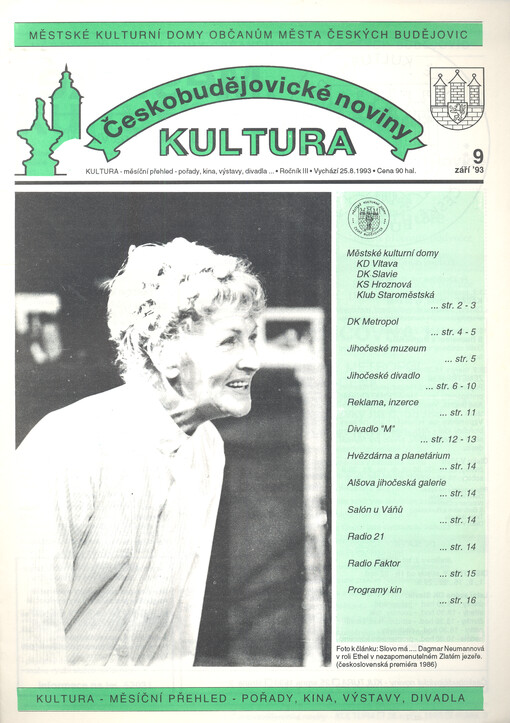 MĚSTSKÉ KULTURNÍ DOMY OBČANŮM MĚSTA ČESKÝCH BUDĚJOVIC
Českobudějovické noviny
KULTURA
KULTURA - měsíční přehled - pořady, kina, výstavy, divadla ... • Ročník III • Vychází 25.8.1993 • Cena 90 hal.
9
září '93
Městské kulturní domy
KD Vltava
DK Slavie
KS Hroznová
Klub Staroměstská
... str. 2 - 3
DK Metropol
... str. 4 - 5
Jihočeské muzeum
... str. 5
Jihočeské divadlo
... str. 6 - 10
Reklama, inzerce
... str. 11
Divadlo "M"
... str. 12 - 13
Hvězdárna a planetárium
... str. 14
Alšova jihočeská galerie
... str. 14
Salón u Váňů
... str. 14
Radio 21
... str. 14
Radio Faktor
... str. 15
Programy kin
... str. 16
Foto k článku: Slovo má .... Dagmar Neumannová
v roli Ethel v nezapomenutelném Zlatém jezeře.
(československá premiéra 1986)
KULTURA - MĚSÍČNÍ PŘEHLED - POŘADY, KINA, VÝSTAVY, DIVADLA